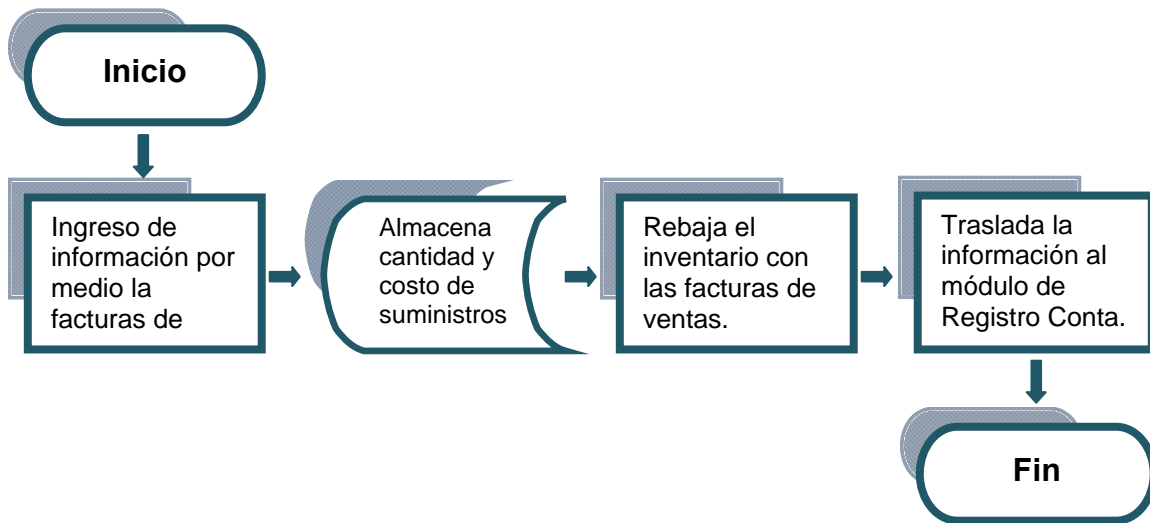 Inicio
Ingreso de
información por
medio la
facturas de
Almacena
cantidad y
costo de
suministros
Rebaja el
inventario con
las facturas de
ventas.
Traslada la
información al
módulo de
Registro Conta.
Fin